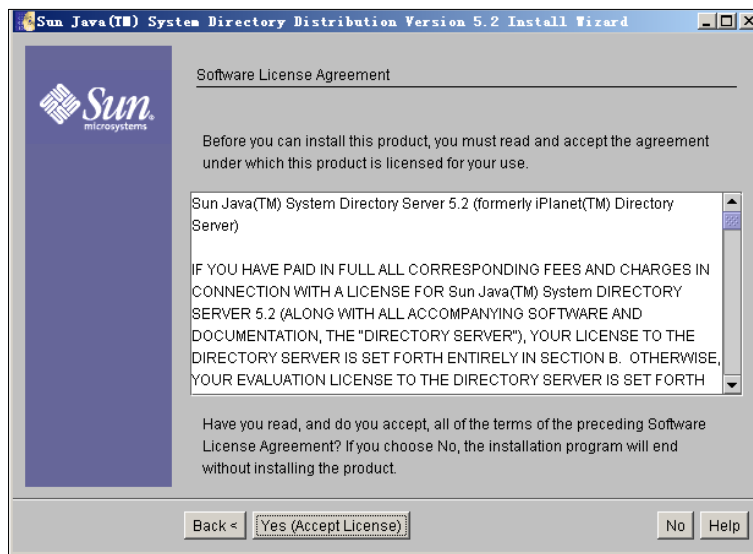 Sun Java(TM) System Directory Distribution Version 5.2 Install Wizard
Sun
microsystems
Software License Agreement
Before you can install this product, you must read and accept the agreement
under which this product is licensed for your use.
Sun Java(TM) System Directory Server 5.2 (formerly iPlanet(TM) Directory
Server)
IF YOU HAVE PAID IN FULL ALL CORRESPONDING FEES AND CHARGES IN
CONNECTION WITH A LICENSE FOR Sun Java(TM) System DIRECTORY
SERVER 5.2 (ALONG WITH ALL ACCOMPANYING SOFTWARE AND
DOCUMENTATION, THE "DIRECTORY SERVER"), YOUR LICENSE TO THE
DIRECTORY SERVER IS SET FORTH ENTIRELY IN SECTION B.  OTHERWISE,
YOUR EVALUATION LICENSE TO THE DIRECTORY SERVER IS SET FORTH
Have you read, and do you accept, all of the terms of the preceding Software
License Agreement? If you choose No, the installation program will end
without installing the product.
Back < Yes (Accept License) No Help